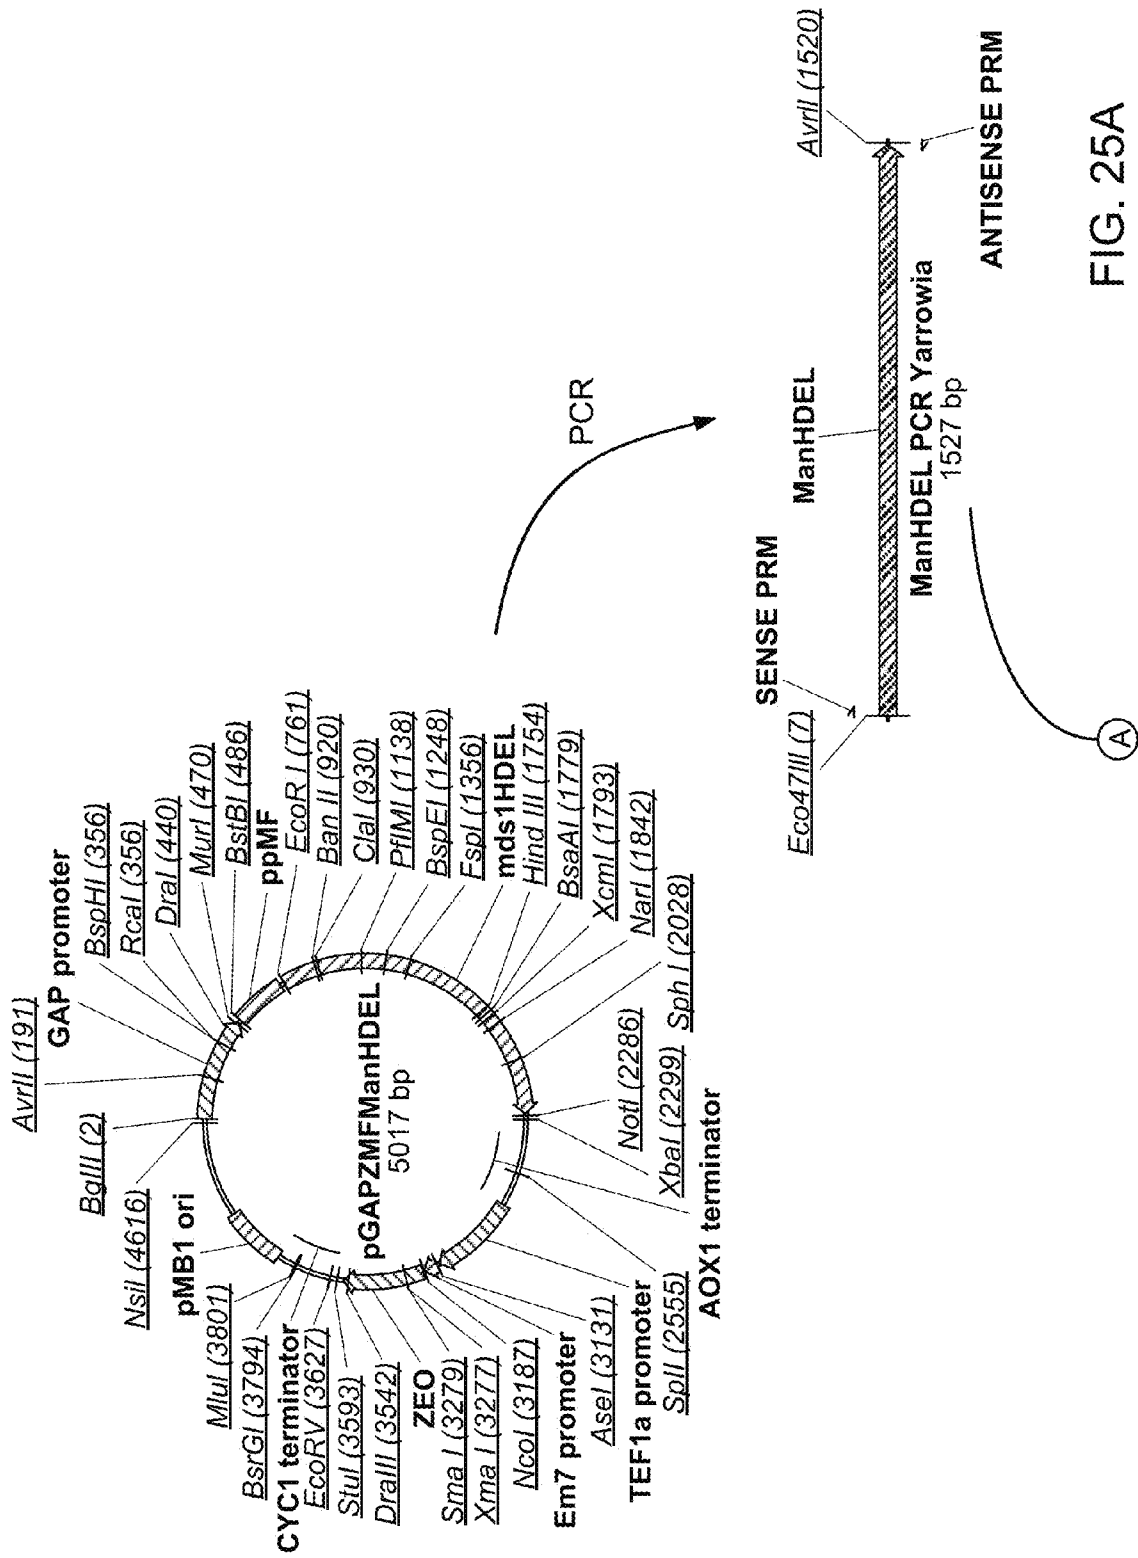 AvrII (191)
GAP promoter
BspHI (356)
RcaI (356)
DraI (440)
MurI (470)
BstBI (486)
ppMF
EcoR I (761)
Ban II (920)
ClaI (930)
PflMI (1138)
BspEI (1248)
FspI (1356)
mds1HDEL
Hind III (1754)
BsaAI (1779)
XcmI (1793)
NarI (1842)
Sph I (2028)
NotI (2286)
XbaI (2299)
AOX1 terminator
SplI (2555)
TEF1a promoter
AseI (3131)
Em7 promoter
NcoI (3187)
Xma I (3277)
Sma I (3279)
ZEO
DraIII (3542)
StuI (3593)
EcoRV (3627)
CYC1 terminator
BsrGI (3794)
MluI (3801)
pMB1 ori
NsiI (4616)
BglII (2)
pGAPZMFManHDEL
5017 bp
PCR
SENSE PRM
Eco47III (7)
ManHDEL
AvrII (1520)
ManHDEL PCR Yarrowia
1527 bp
ANTISENSE PRM
A
FIG. 25A